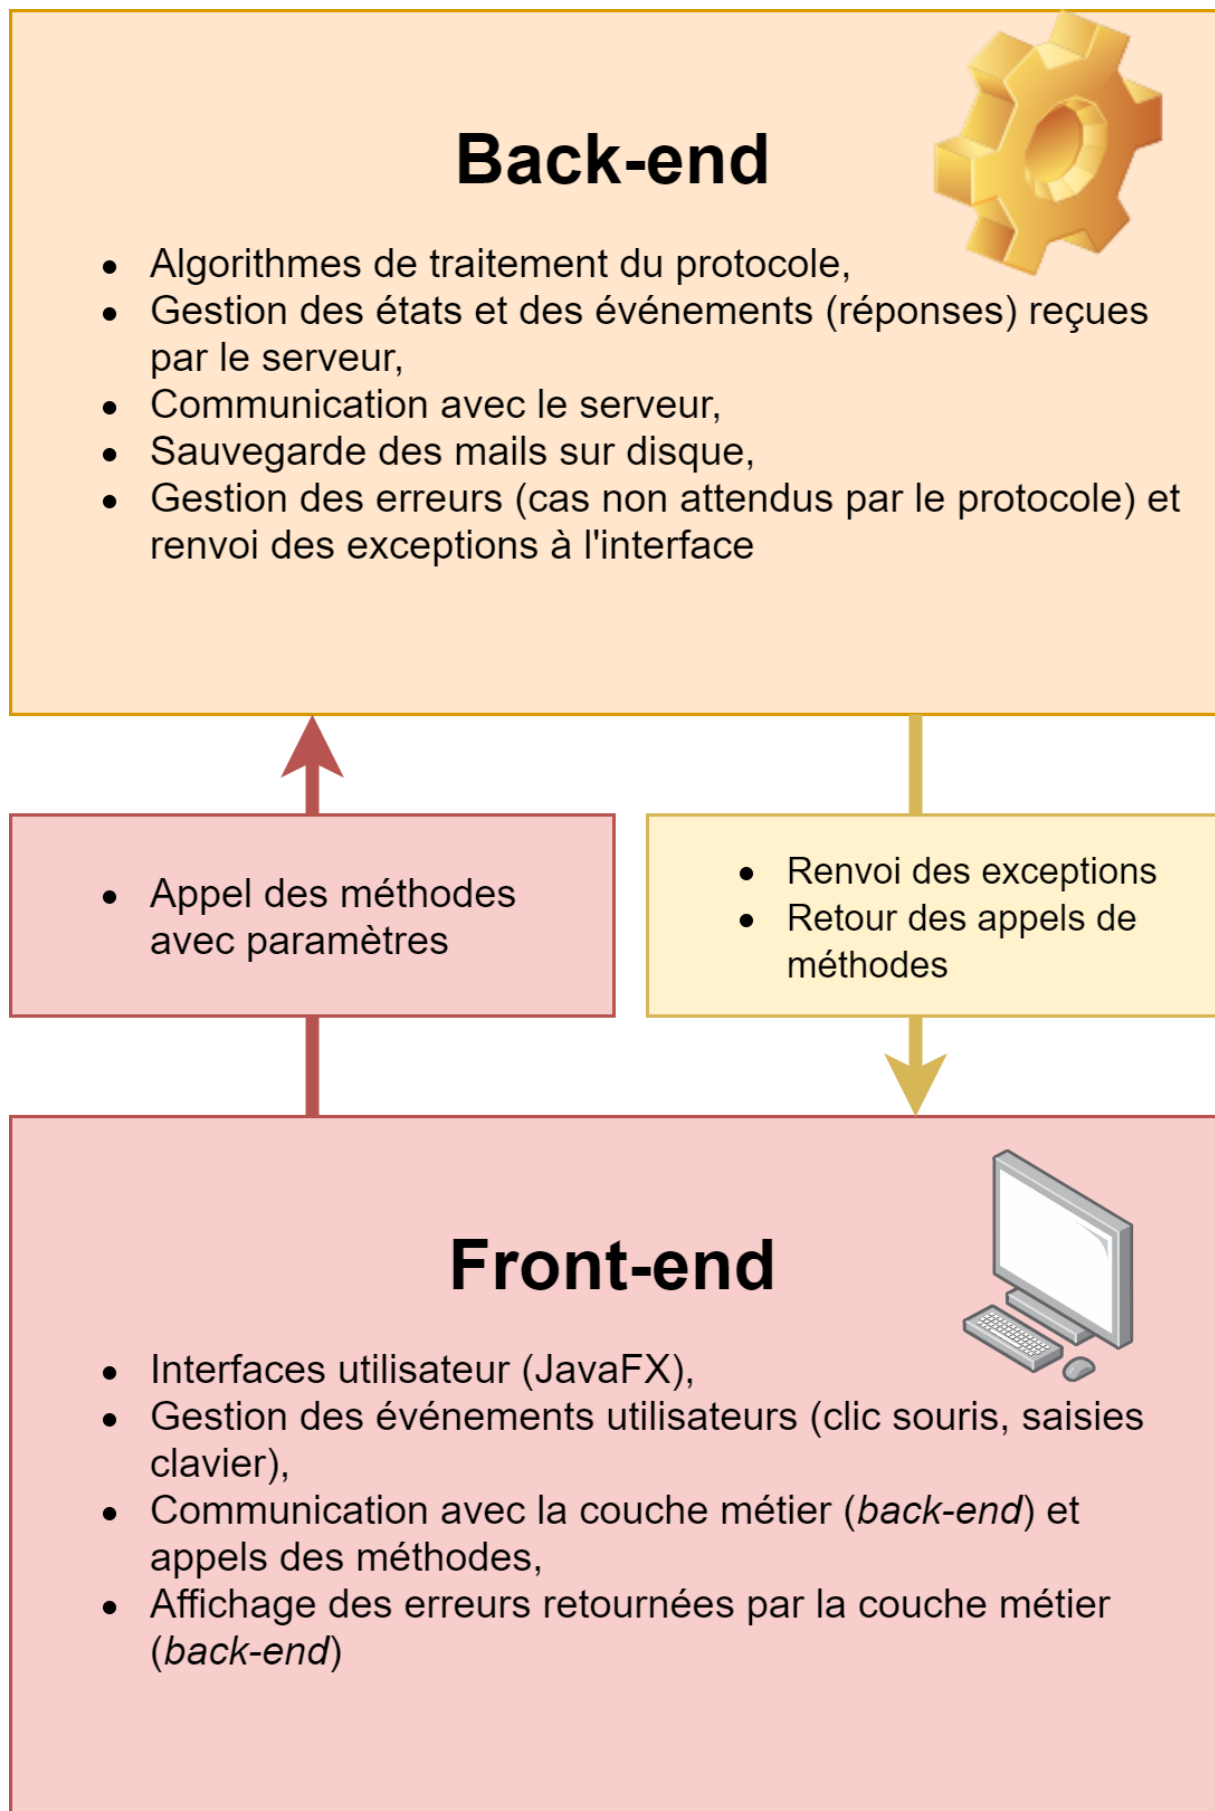 Back-end
• Algorithmes de traitement du protocole,
• Gestion des états et des événements (réponses) reçues
par le serveur,
• Communication avec le serveur,
• Sauvegarde des mails sur disque,
• Gestion des erreurs (cas non attendus par le protocole) et
renvoi des exceptions à l'interface
• Appel des méthodes
avec paramètres
• Renvoi des exceptions
• Retour des appels de
méthodes
Front-end
• Interfaces utilisateur (JavaFX),
• Gestion des événements utilisateurs (clic souris, saisies
clavier),
• Communication avec la couche métier (back-end) et
appels des méthodes,
• Affichage des erreurs retournées par la couche métier
(back-end)